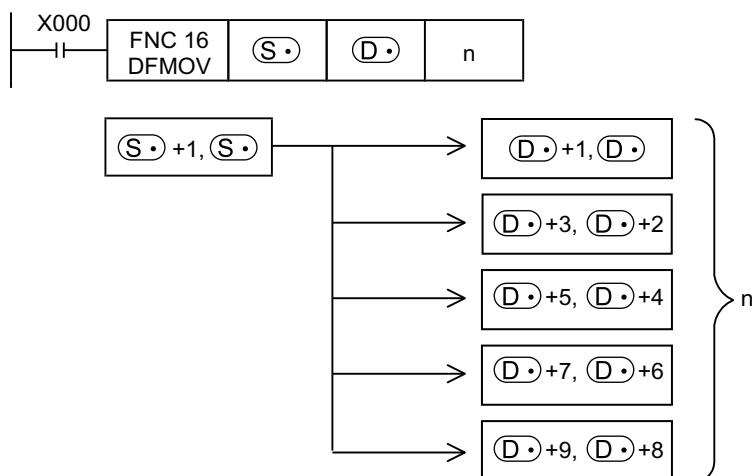 X000
FNC 16
DFMOV
S•
D•
n
S• +1, S•
D• +1, D•
D• +3, D• +2
D• +5, D• +4
D• +7, D• +6
D• +9, D• +8
n